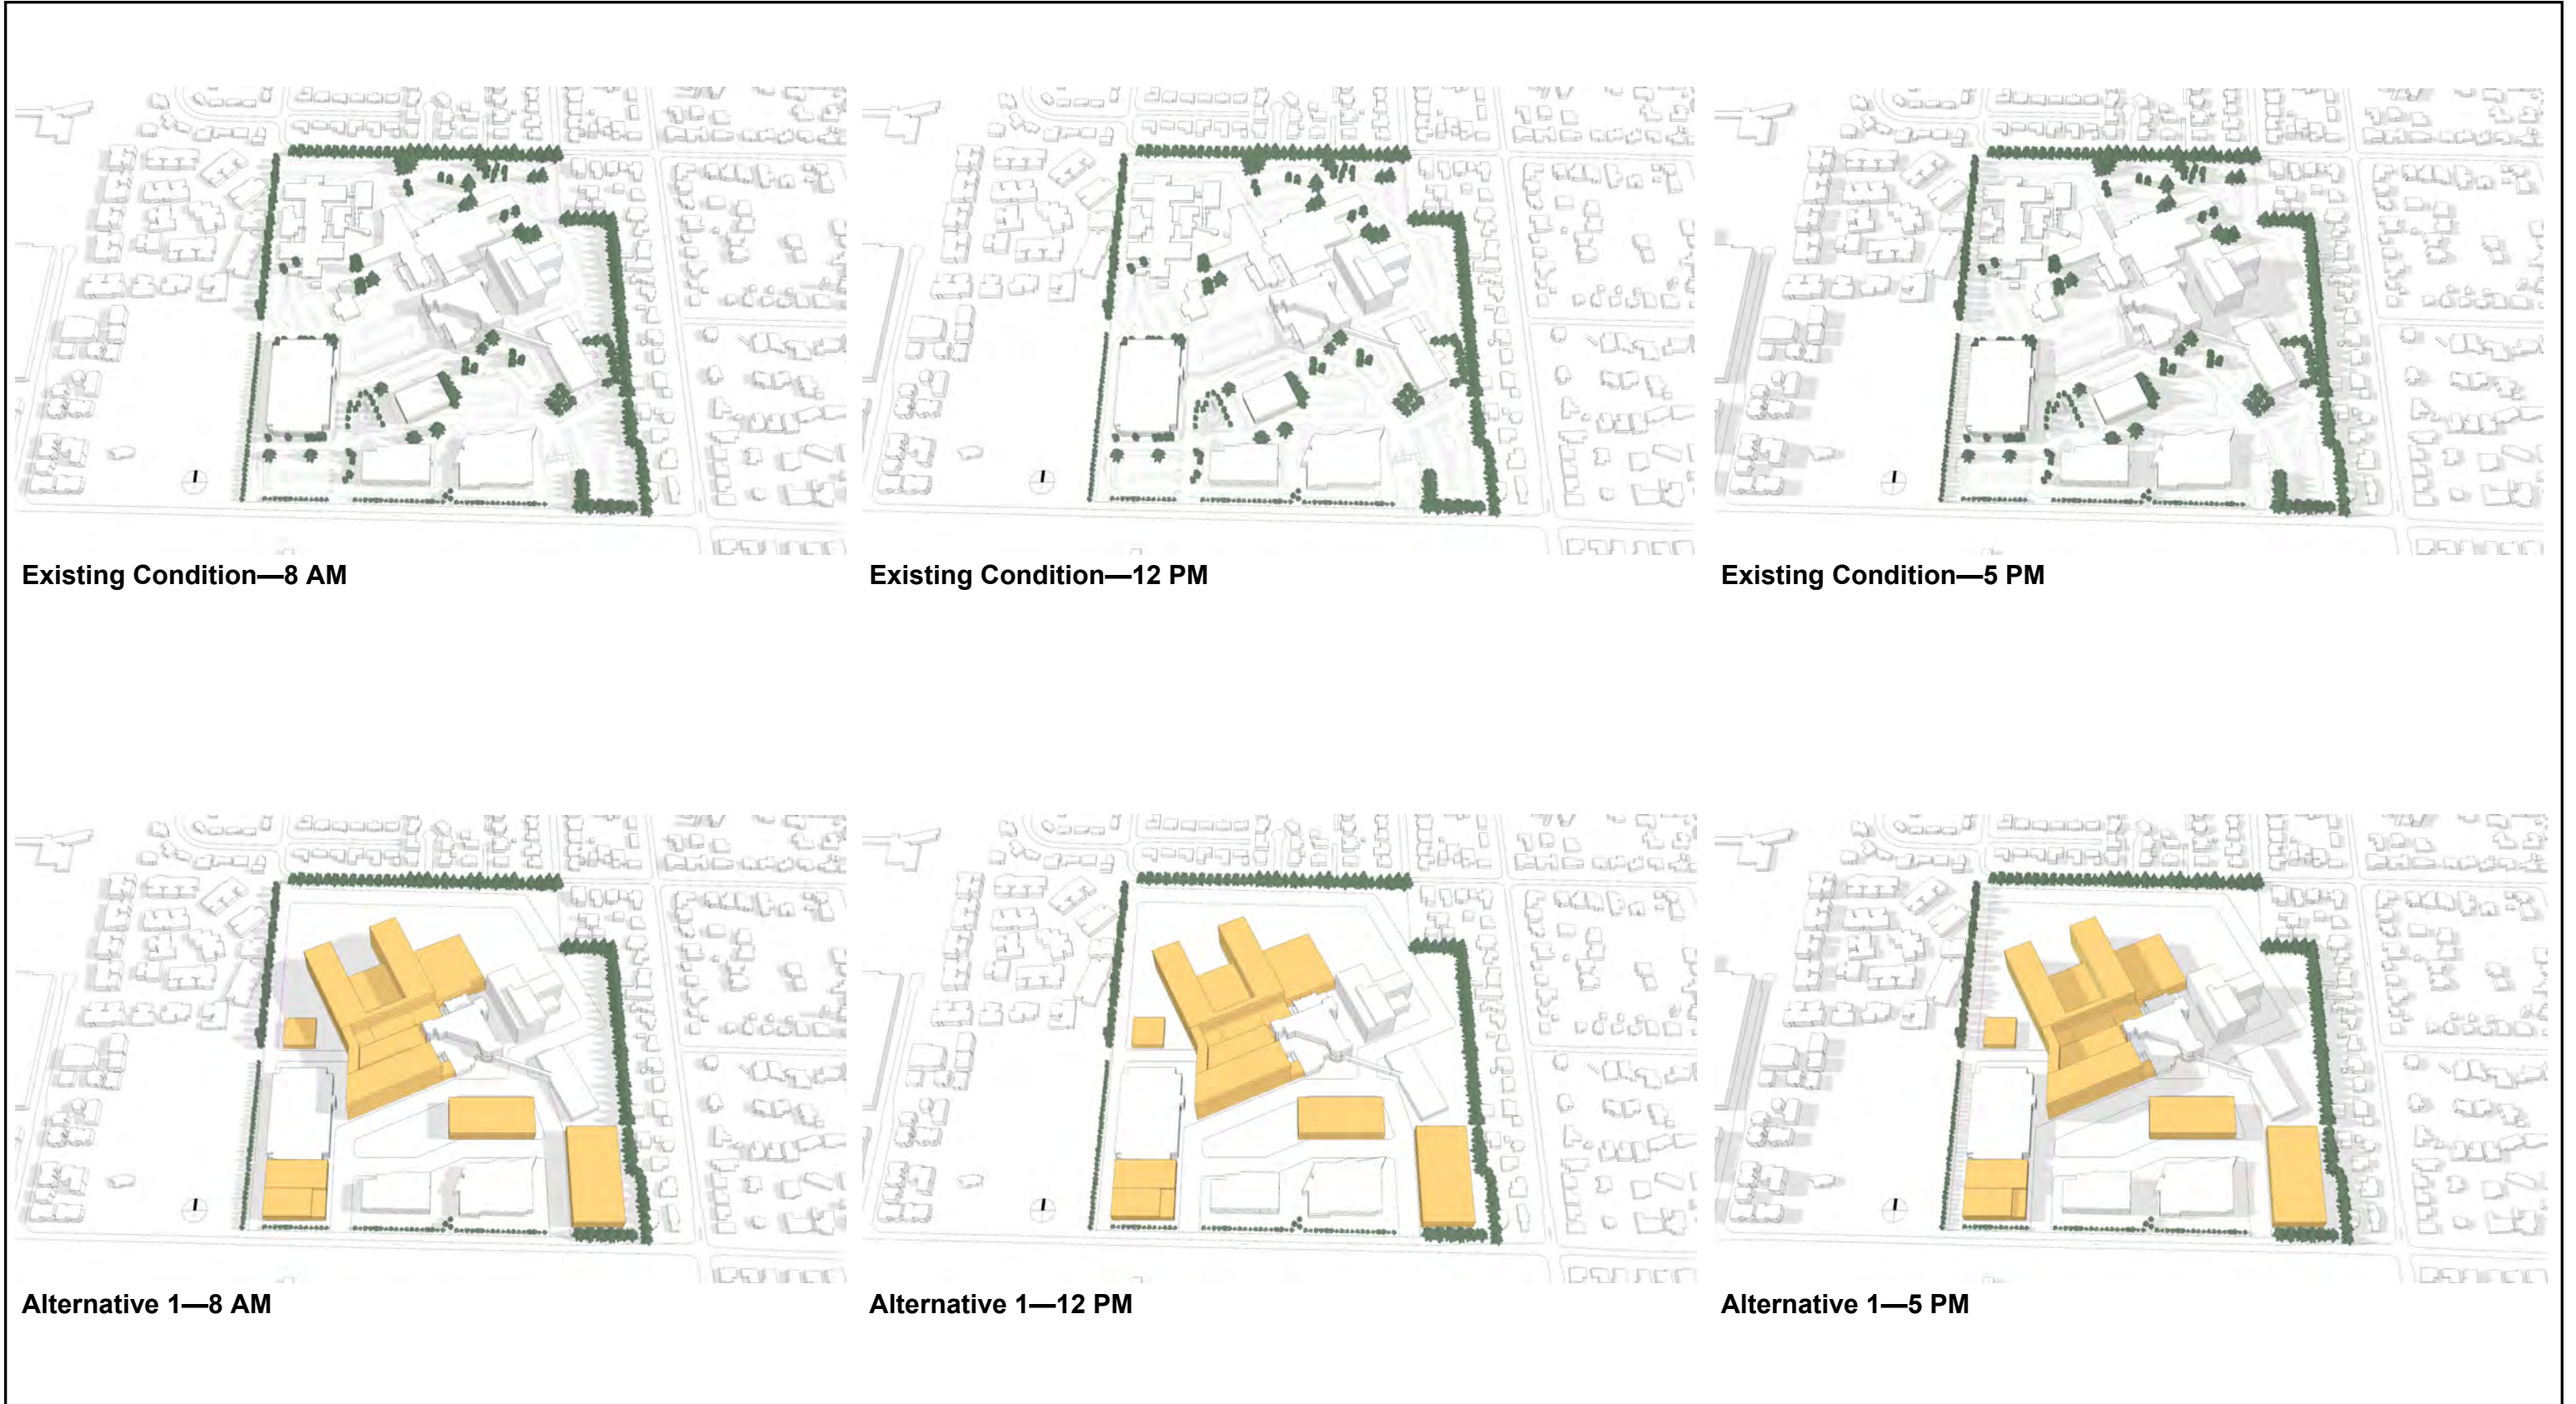 Existing Condition—8 AM
Existing Condition—12 PM
Existing Condition—5 PM
Alternative 1—8 AM
Alternative 1—12 PM
Alternative 1—5 PM